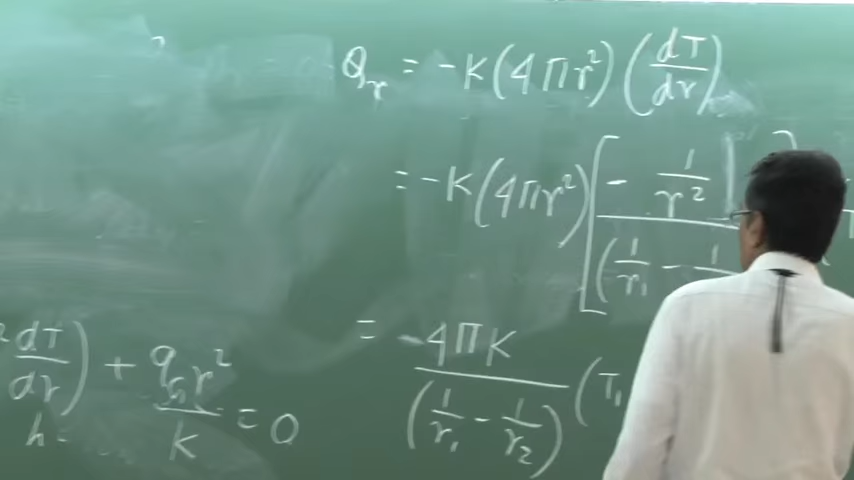 Q_r = -K(4πr²)(dT/dr)
= -K(4πr²)[- 1/r² / (1/r₁ - 1
= 4πK / (1/r₁ - 1/r₂) (T₁
² dT/dr) + q_G r²/K = 0